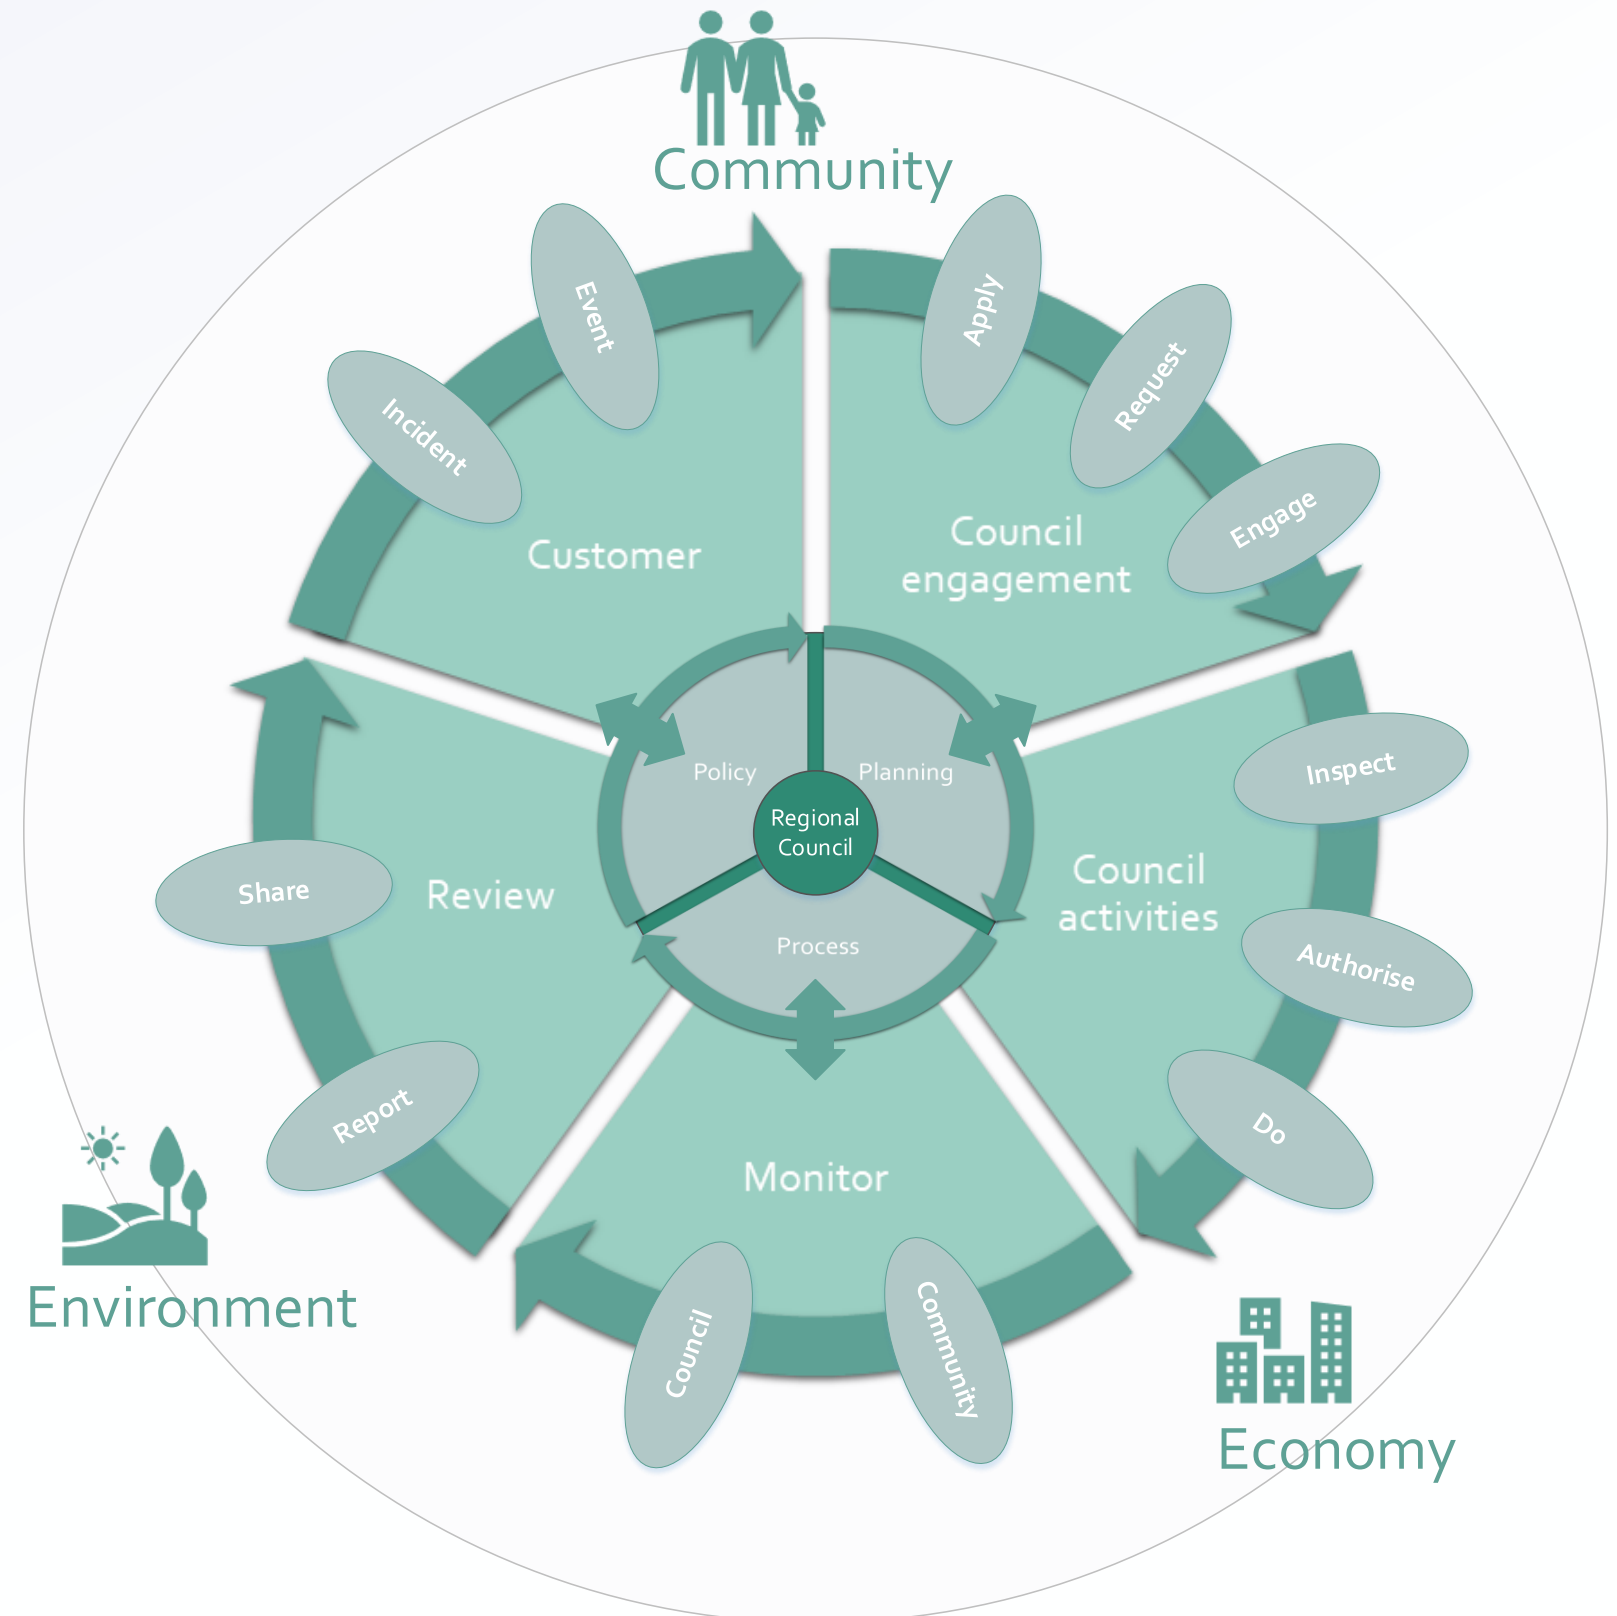 Community
Event
Apply
Incident
Request
Engage
Customer
Council
engagement
Policy
Planning
Inspect
Regional
Council
Share
Review
Council
activities
Process
Authorise
Report
Do
Monitor
Environment
Council
Community
Economy